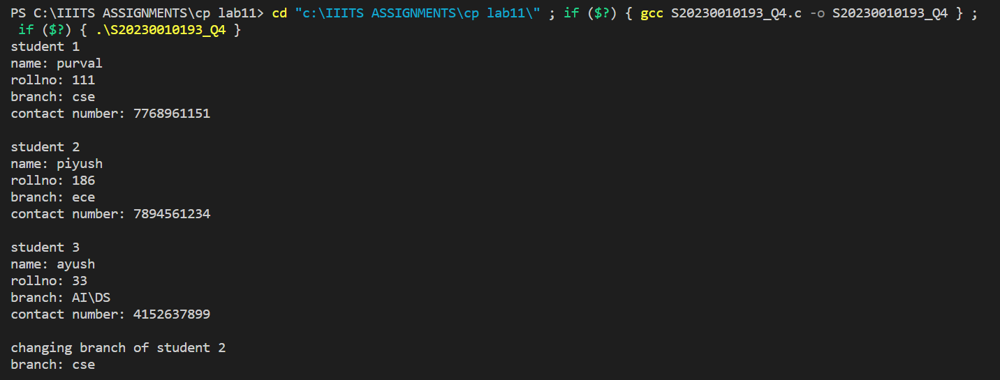 PS C:\IIITS ASSIGNMENTS\cp lab11> cd "c:\IIITS ASSIGNMENTS\cp lab11\" ; if ($?) { gcc S20230010193_Q4.c -o S20230010193_Q4 } ;
 if ($?) { .\S20230010193_Q4 }
student 1
name: purval
rollno: 111
branch: cse
contact number: 7768961151

student 2
name: piyush
rollno: 186
branch: ece
contact number: 7894561234

student 3
name: ayush
rollno: 33
branch: AI\DS
contact number: 4152637899

changing branch of student 2
branch: cse